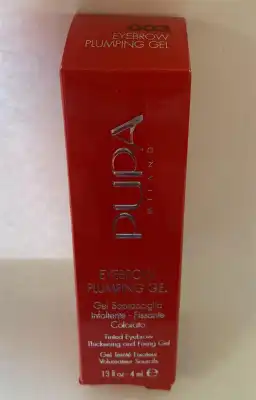 EYEBROW
PLUMPING GEL
PUPA
MILANO
EYEBROW
PLUMPING GEL
Gel Sopracciglia
Infoltente - Fissante
Colorato
Tinted Eyebrow
Thickening and Fixing Gel
Gel Teinté Fixateur
Volumateur Sourcils
4 ml e